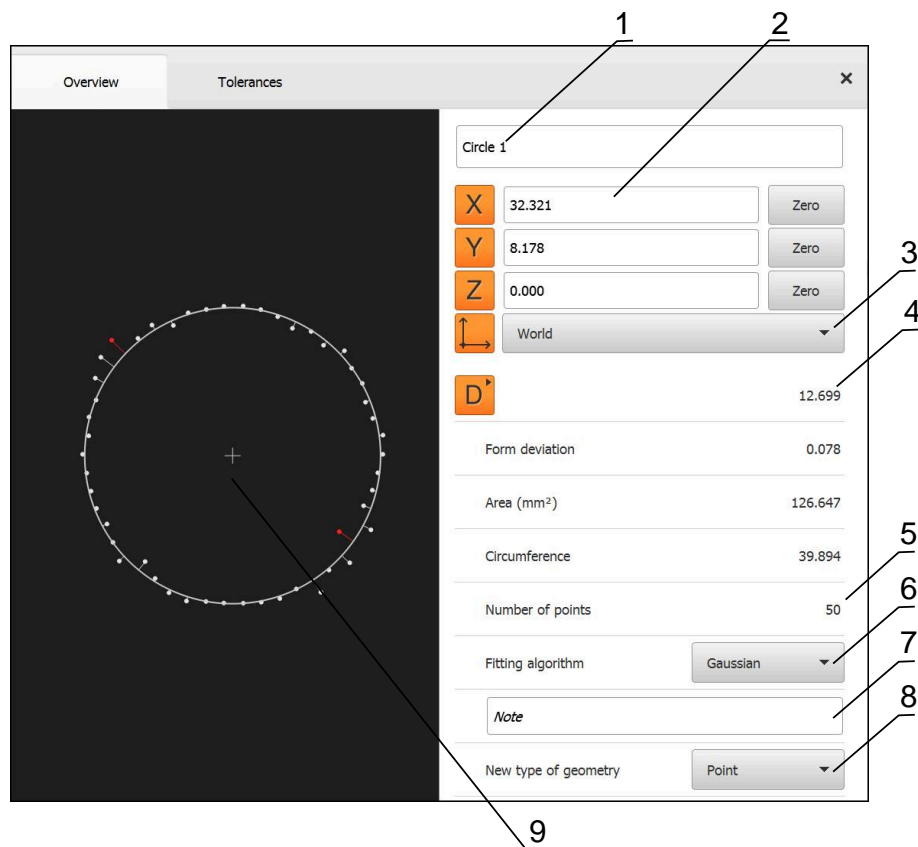 1 2
Overview Tolerances ×
Circle 1
X 32.321 Zero
Y 8.178 Zero
3
Z 0.000 Zero
4
World
D 12.699
Form deviation 0.078
Area (mm²) 126.647
5
Circumference 39.894
6
Number of points 50
7
Fitting algorithm Gaussian
8
Note
New type of geometry Point
9